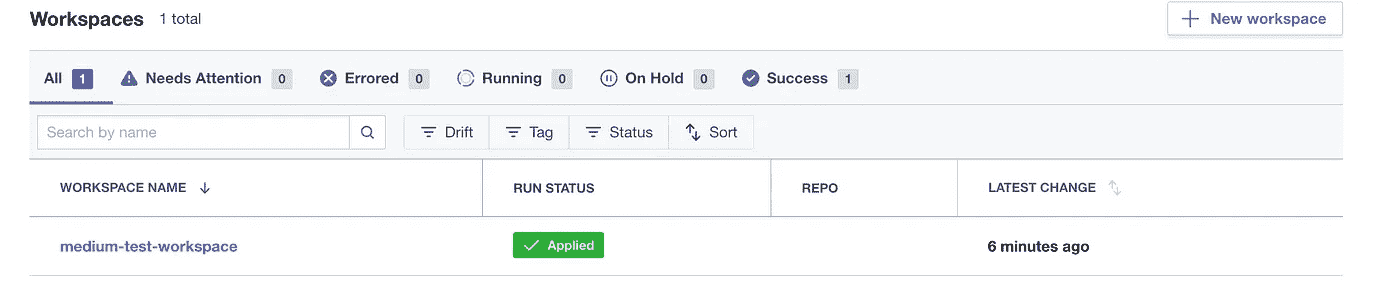 Workspaces 1 total
New workspace
All 1 Needs Attention 0 Errored 0 Running 0 On Hold 0 Success 1
Search by name Drift Tag Status Sort
WORKSPACE NAME RUN STATUS REPO LATEST CHANGE
medium-test-workspace Applied 6 minutes ago